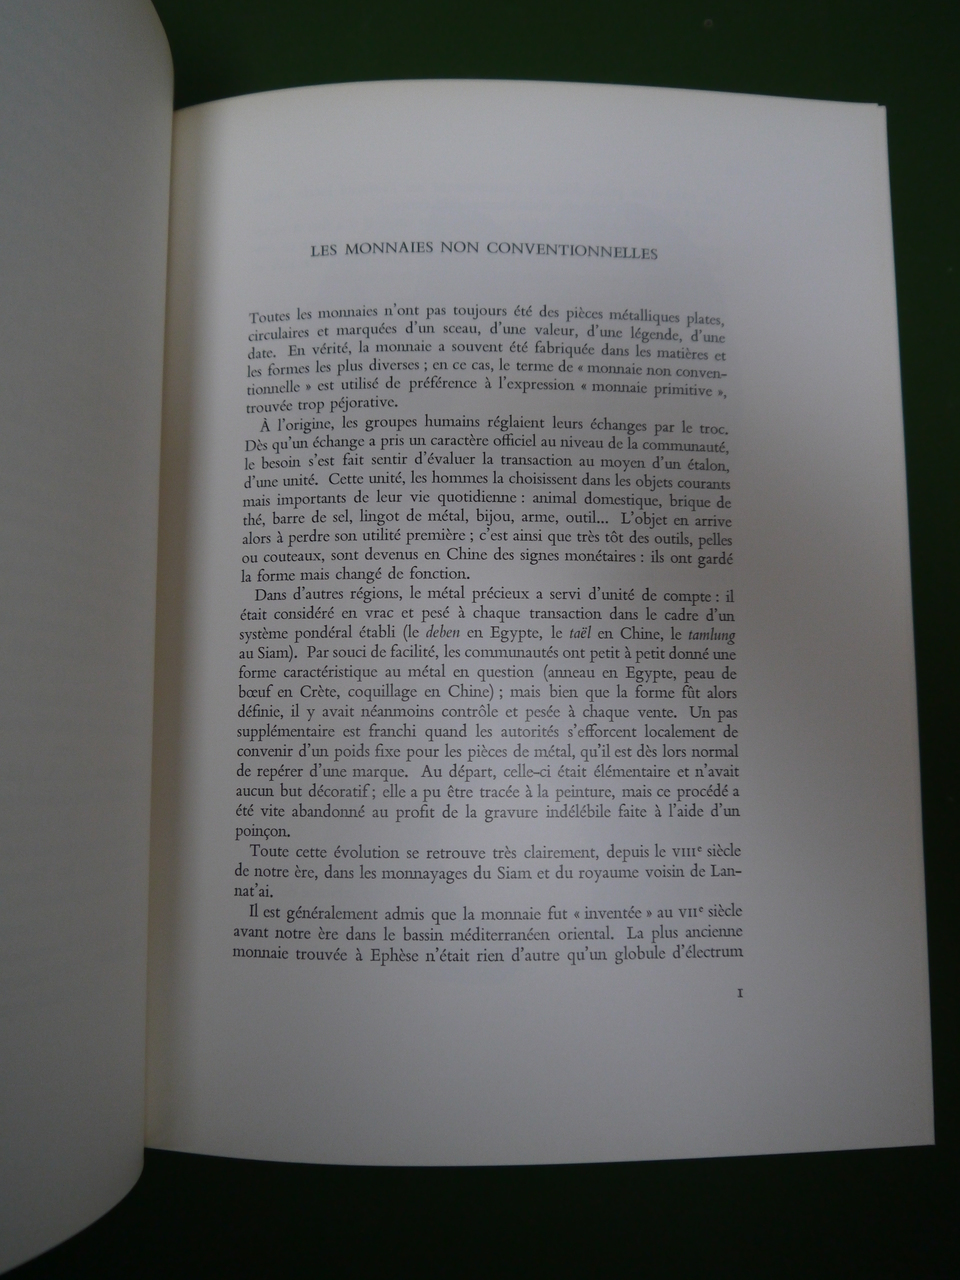 LES MONNAIES NON CONVENTIONNELLES
Toutes les monnaies n'ont pas toujours été des pièces métalliques plates,
circulaires et marquées d'un sceau, d'une valeur, d'une légende, d'une
date. En vérité, la monnaie a souvent été fabriquée dans les matières et
les formes les plus diverses ; en ce cas, le terme de « monnaie non conven-
tionnelle » est utilisé de préférence à l'expression « monnaie primitive »,
trouvée trop péjorative.
À l'origine, les groupes humains réglaient leurs échanges par le troc.
Dès qu'un échange a pris un caractère officiel au niveau de la communauté,
le besoin s'est fait sentir d'évaluer la transaction au moyen d'un étalon,
d'une unité. Cette unité, les hommes la choisissent dans les objets courants
mais importants de leur vie quotidienne : animal domestique, brique de
thé, barre de sel, lingot de métal, bijou, arme, outil... L'objet en arrive
alors à perdre son utilité première ; c'est ainsi que très tôt des outils, pelles
ou couteaux, sont devenus en Chine des signes monétaires : ils ont gardé
la forme mais changé de fonction.
Dans d'autres régions, le métal précieux a servi d'unité de compte : il
était considéré en vrac et pesé à chaque transaction dans le cadre d'un
système pondéral établi (le deben en Egypte, le taël en Chine, le tamlung
au Siam). Par souci de facilité, les communautés ont petit à petit donné une
forme caractéristique au métal en question (anneau en Egypte, peau de
bœuf en Crète, coquillage en Chine) ; mais bien que la forme fût alors
définie, il y avait néanmoins contrôle et pesée à chaque vente. Un pas
supplémentaire est franchi quand les autorités s'efforcent localement de
convenir d'un poids fixe pour les pièces de métal, qu'il est dès lors normal
de repérer d'une marque. Au départ, celle-ci était élémentaire et n'avait
aucun but décoratif ; elle a pu être tracée à la peinture, mais ce procédé a
été vite abandonné au profit de la gravure indélébile faite à l'aide d'un
poinçon.
Toute cette évolution se retrouve très clairement, depuis le VIIIe siècle
de notre ère, dans les monnayages du Siam et du royaume voisin de Lan-
nat'ai.
Il est généralement admis que la monnaie fut « inventée » au VIIe siècle
avant notre ère dans le bassin méditerranéen oriental. La plus ancienne
monnaie trouvée à Ephèse n'était rien d'autre qu'un globule d'électrum
1